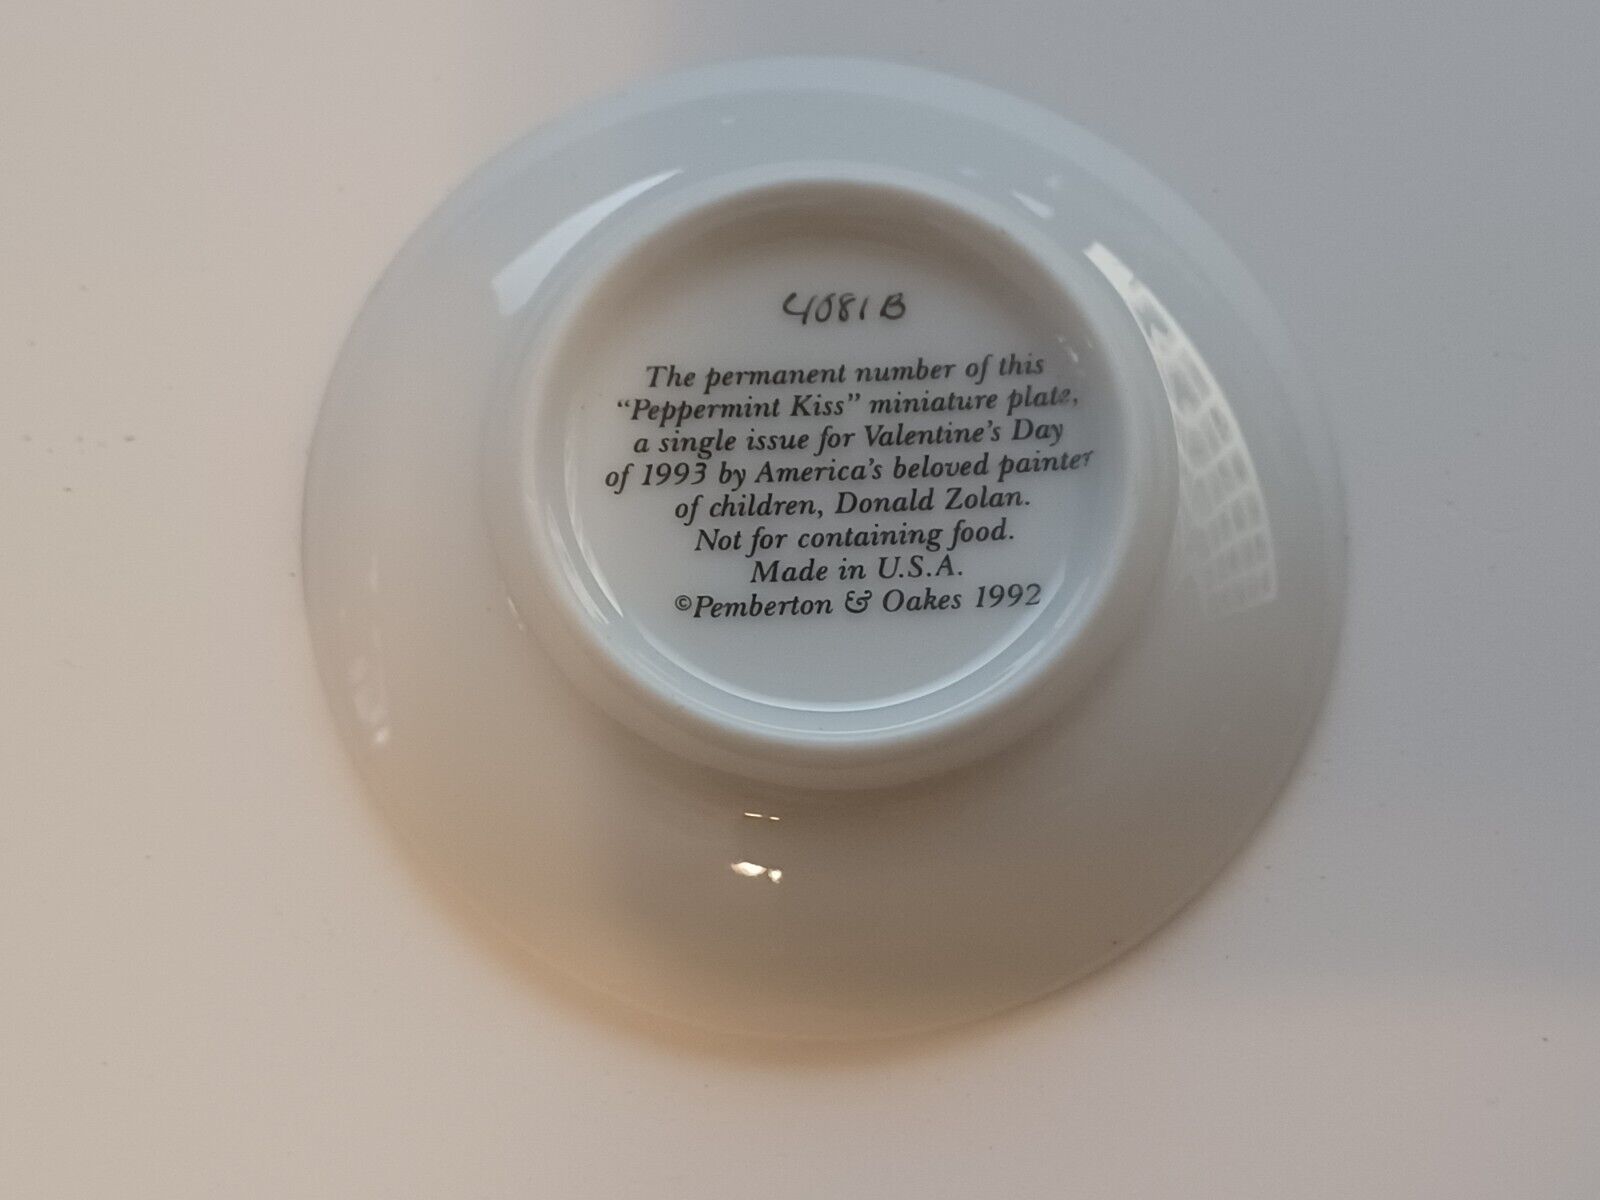 4081B
The permanent number of this
“Peppermint Kiss” miniature plate,
a single issue for Valentine’s Day
of 1993 by America’s beloved painter
of children, Donald Zolan.
Not for containing food.
Made in U.S.A.
©Pemberton & Oakes 1992